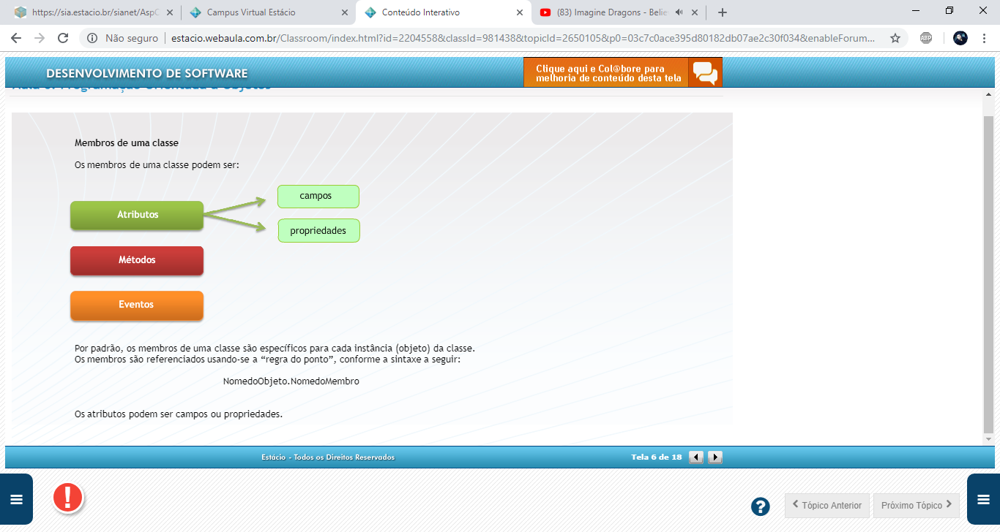 https://sia.estacio.br/sianet/AspC
Campus Virtual Estácio
Conteúdo Interativo
(83) Imagine Dragons - Belie
Não seguro
estacio.webaula.com.br/Classroom/index.html?id=2204558&classId=981438&topicId=2650105&p0=03c7c0ace395d80182db07ae2c30f034&enableForum...
ABP
DESENVOLVIMENTO DE SOFTWARE
Clique aqui e Col@bore para
melhoria de conteúdo desta tela
Programação Orientada a Objetos
Membros de uma classe
Os membros de uma classe podem ser:
campos
Atributos
propriedades
Métodos
Eventos
Por padrão, os membros de uma classe são específicos para cada instância (objeto) da classe.
Os membros são referenciados usando-se a “regra do ponto”, conforme a sintaxe a seguir:
NomedoObjeto.NomedoMembro
Os atributos podem ser campos ou propriedades.
Estácio - Todos os Direitos Reservados
Tela 6 de 18
Tópico Anterior
Próximo Tópico